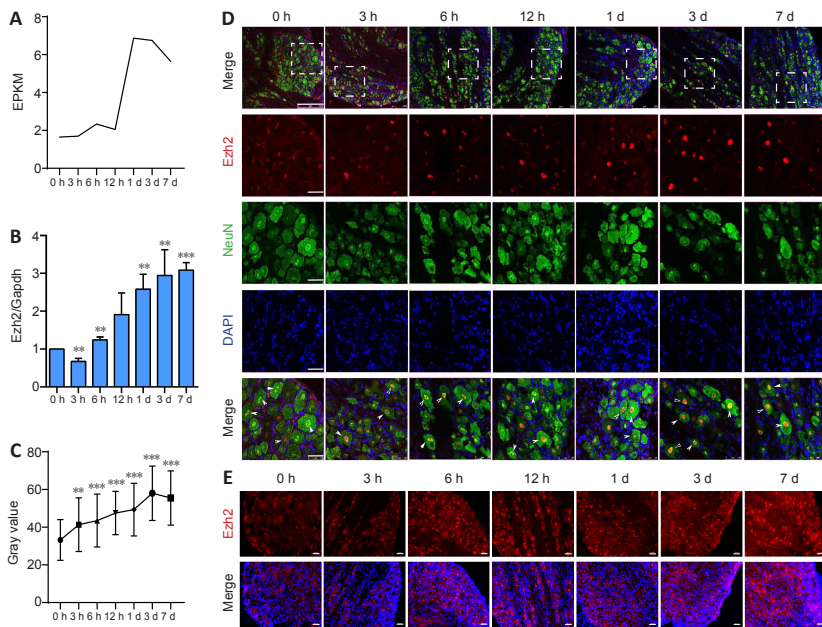 A
EPKM
8
6
4
2
0
0 h 3 h 6 h 12 h 1 d 3 d 7 d
B
Ezh2/Gapdh
4
3
2
1
0
** ** ** ** ***
0 h 3 h 6 h 12 h 1 d 3 d 7 d
C
Gray value
80
60
40
20
0
** *** *** *** *** ***
0 h 3 h 6 h 12 h 1 d 3 d 7 d
D
0 h 3 h 6 h 12 h 1 d 3 d 7 d
Merge
Ezh2
NeuN
DAPI
Merge
E
0 h 3 h 6 h 12 h 1 d 3 d 7 d
Ezh2
Merge